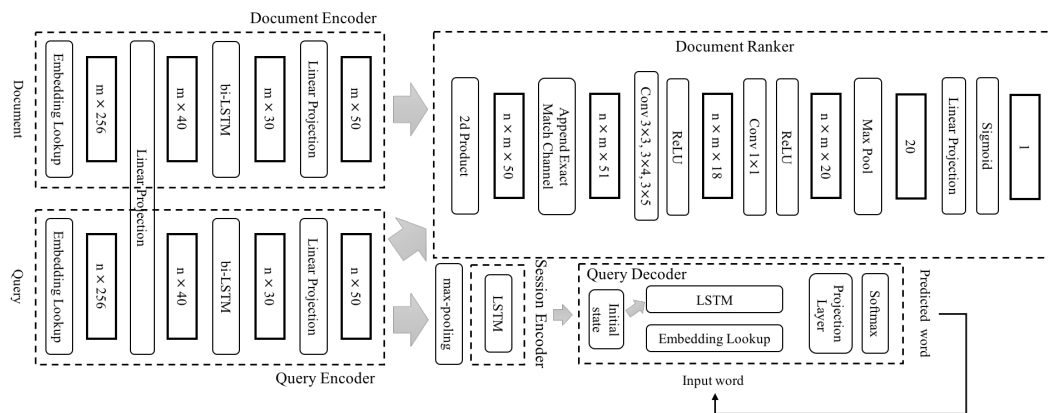 Document Encoder
Document
Embedding Lookup
m × 256
Linear Projection
m × 40
bi-LSTM
m × 30
Linear Projection
m × 50
Document Ranker
2d Product
n × m × 50
Append Exact
Match Channel
n × m × 51
Conv 3×3, 3×4, 3×5
ReLU
n × m × 18
Conv 1×1
ReLU
n × m × 20
Max Pool
20
Linear Projection
Sigmoid
1
Query
Embedding Lookup
n × 256
n × 40
bi-LSTM
n × 30
Linear Projection
n × 50
Query Encoder
max-pooling
LSTM
Session Encoder
Query Decoder
Initial
state
LSTM
Embedding Lookup
Projection
Layer
Softmax
Predicted word
Input word